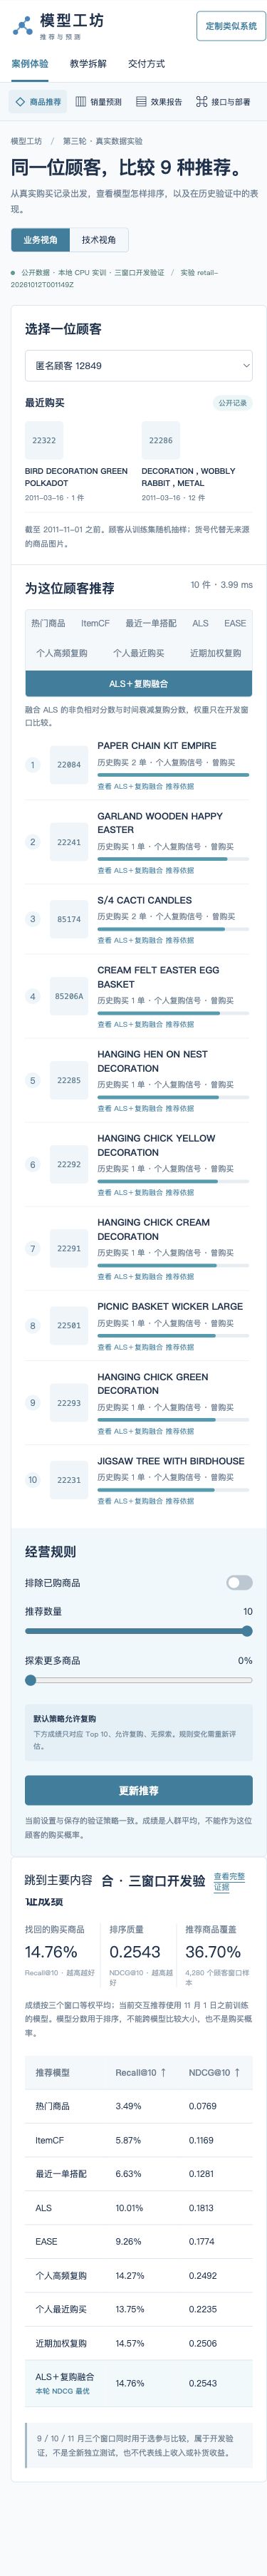 模型工坊
推荐与预测
定制类似系统
案例体验 教学拆解 交付方式
商品推荐 销量预测 效果报告 接口与部署
模型工坊 / 第三轮 · 真实数据实验
同一位顾客，比较 9 种推荐。
从真实购买记录出发，查看模型怎样排序，以及在历史验证中的表
现。
业务视角 技术视角
公开数据 · 本地 CPU 实训 · 三窗口开发验证 / 实验 retail-
20261012T001149Z
选择一位顾客
匿名顾客 12849
最近购买 公开记录
22322 22286
BIRD DECORATION GREEN
POLKADOT
2011-03-16 · 1 件
DECORATION , WOBBLY
RABBIT , METAL
2011-03-16 · 12 件
截至 2011-11-01 之前。顾客从训练集随机抽样；货号代替无来源
的商品图片。
为这位顾客推荐 10 件 · 3.99 ms
热门商品 ItemCF 最近一单搭配 ALS EASE
个人高频复购 个人最近购买 近期加权复购
ALS＋复购融合
融合 ALS 的非负相对分数与时间衰减复购分数，权重只在开发窗
口比较。
1 22084 PAPER CHAIN KIT EMPIRE
历史购买 2 单 · 个人复购信号 · 曾购买
查看 ALS＋复购融合 推荐依据
2 22241 GARLAND WOODEN HAPPY
EASTER
历史购买 1 单 · 个人复购信号 · 曾购买
查看 ALS＋复购融合 推荐依据
3 85174 S/4 CACTI CANDLES
历史购买 2 单 · 个人复购信号 · 曾购买
查看 ALS＋复购融合 推荐依据
4 85206A CREAM FELT EASTER EGG
BASKET
历史购买 1 单 · 个人复购信号 · 曾购买
查看 ALS＋复购融合 推荐依据
5 22285 HANGING HEN ON NEST
DECORATION
历史购买 1 单 · 个人复购信号 · 曾购买
查看 ALS＋复购融合 推荐依据
6 22292 HANGING CHICK YELLOW
DECORATION
历史购买 1 单 · 个人复购信号 · 曾购买
查看 ALS＋复购融合 推荐依据
7 22291 HANGING CHICK CREAM
DECORATION
历史购买 1 单 · 个人复购信号 · 曾购买
查看 ALS＋复购融合 推荐依据
8 22501 PICNIC BASKET WICKER LARGE
历史购买 1 单 · 个人复购信号 · 曾购买
查看 ALS＋复购融合 推荐依据
9 22293 HANGING CHICK GREEN
DECORATION
历史购买 1 单 · 个人复购信号 · 曾购买
查看 ALS＋复购融合 推荐依据
10 22231 JIGSAW TREE WITH BIRDHOUSE
历史购买 1 单 · 个人复购信号 · 曾购买
查看 ALS＋复购融合 推荐依据
经营规则
排除已购商品
推荐数量 10
探索更多商品 0%
默认策略允许复购
下方成绩只对应 Top 10、允许复购、无探索。规则变化需重新评
估。
更新推荐
当前设置与保存的验证策略一致。成绩是人群平均，不能作为这位
顾客的购买概率。
跳到主要内容 合 · 三窗口开发验 查看完整
证据
证成绩
找回的购买商品 排序质量 推荐商品覆盖
14.76% 0.2543 36.70%
Recall@10 · 越高越好
NDCG@10 · 越高越
好
4,280 个顾客窗口样
本
成绩按三个窗口等权平均；当前交互推荐使用 11 月 1 日之前训练
的模型。模型分数用于排序，不能跨模型比较大小，也不是购买概
率。
推荐模型 Recall@10 ↑ NDCG@10 ↑
热门商品 3.49% 0.0769
ItemCF 5.87% 0.1169
最近一单搭配 6.63% 0.1281
ALS 10.01% 0.1813
EASE 9.26% 0.1774
个人高频复购 14.27% 0.2492
个人最近购买 13.75% 0.2235
近期加权复购 14.57% 0.2506
ALS＋复购融合 14.76% 0.2543
本轮 NDCG 最优
9 / 10 / 11 月三个窗口同时用于选参与比较，属于开发验
证，不是全新独立测试，也不代表线上收入或补货收益。